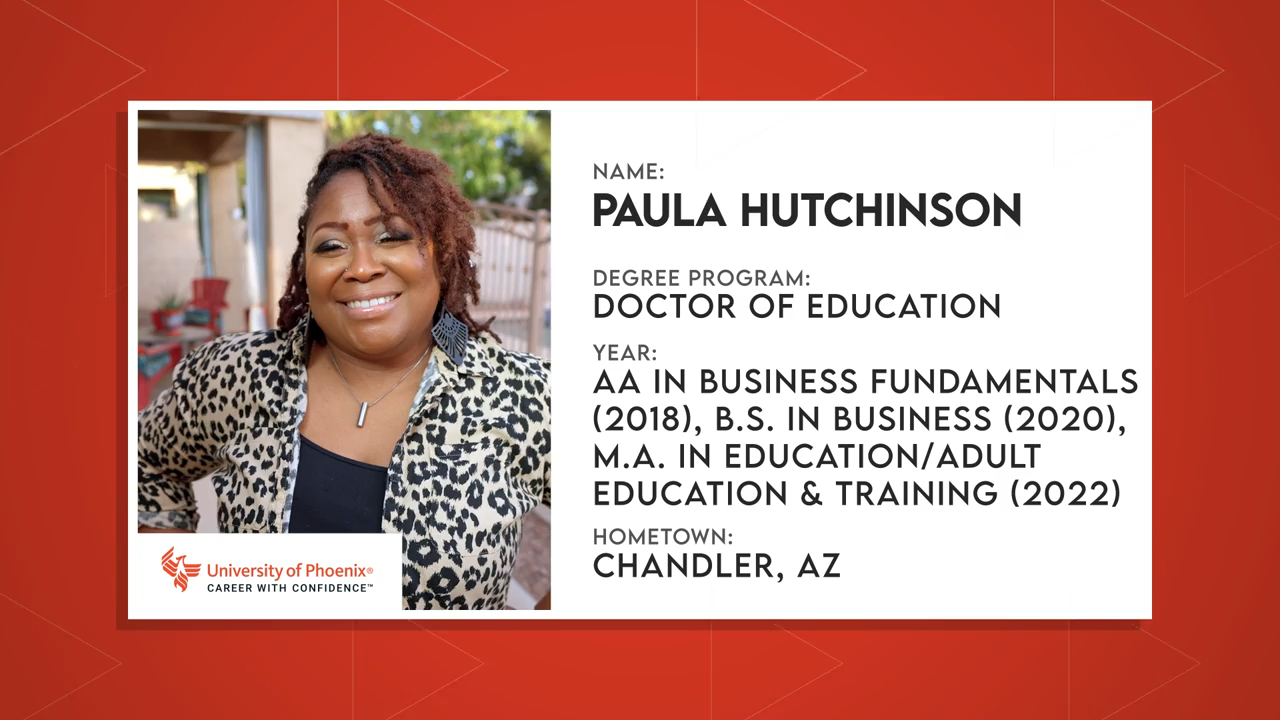 NAME:
PAULA HUTCHINSON
DEGREE PROGRAM:
DOCTOR OF EDUCATION
YEAR:
AA IN BUSINESS FUNDAMENTALS
(2018), B.S. IN BUSINESS (2020),
M.A. IN EDUCATION/ADULT
EDUCATION & TRAINING (2022)
HOMETOWN:
CHANDLER, AZ
University of Phoenix®
CAREER WITH CONFIDENCE™